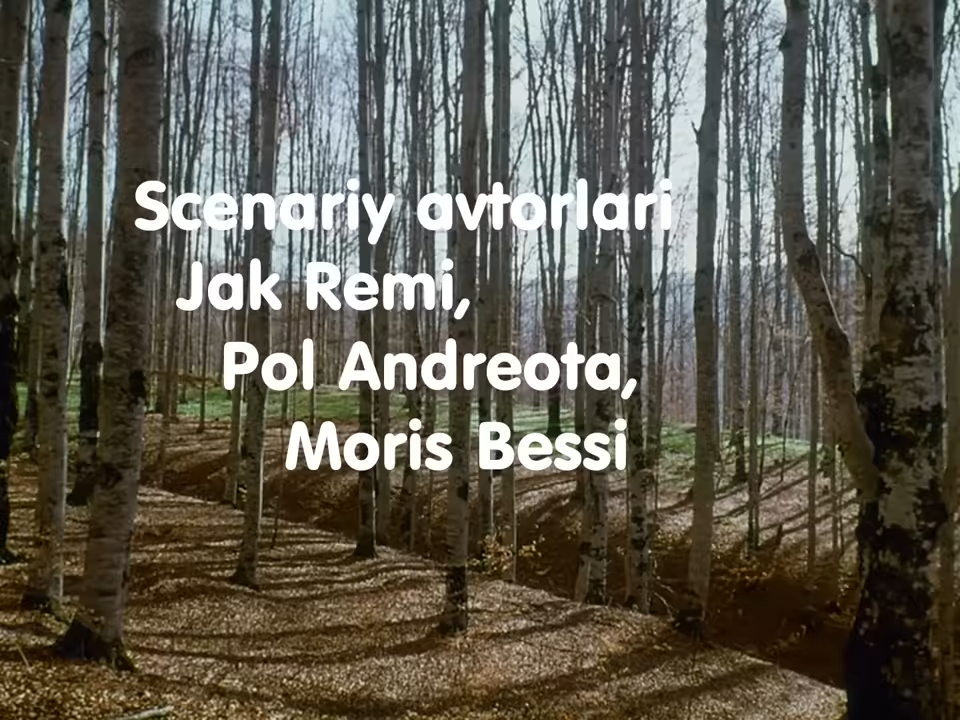 Scenariy avtorlari
Jak Remi,
Pol Andreota,
Moris Bessi